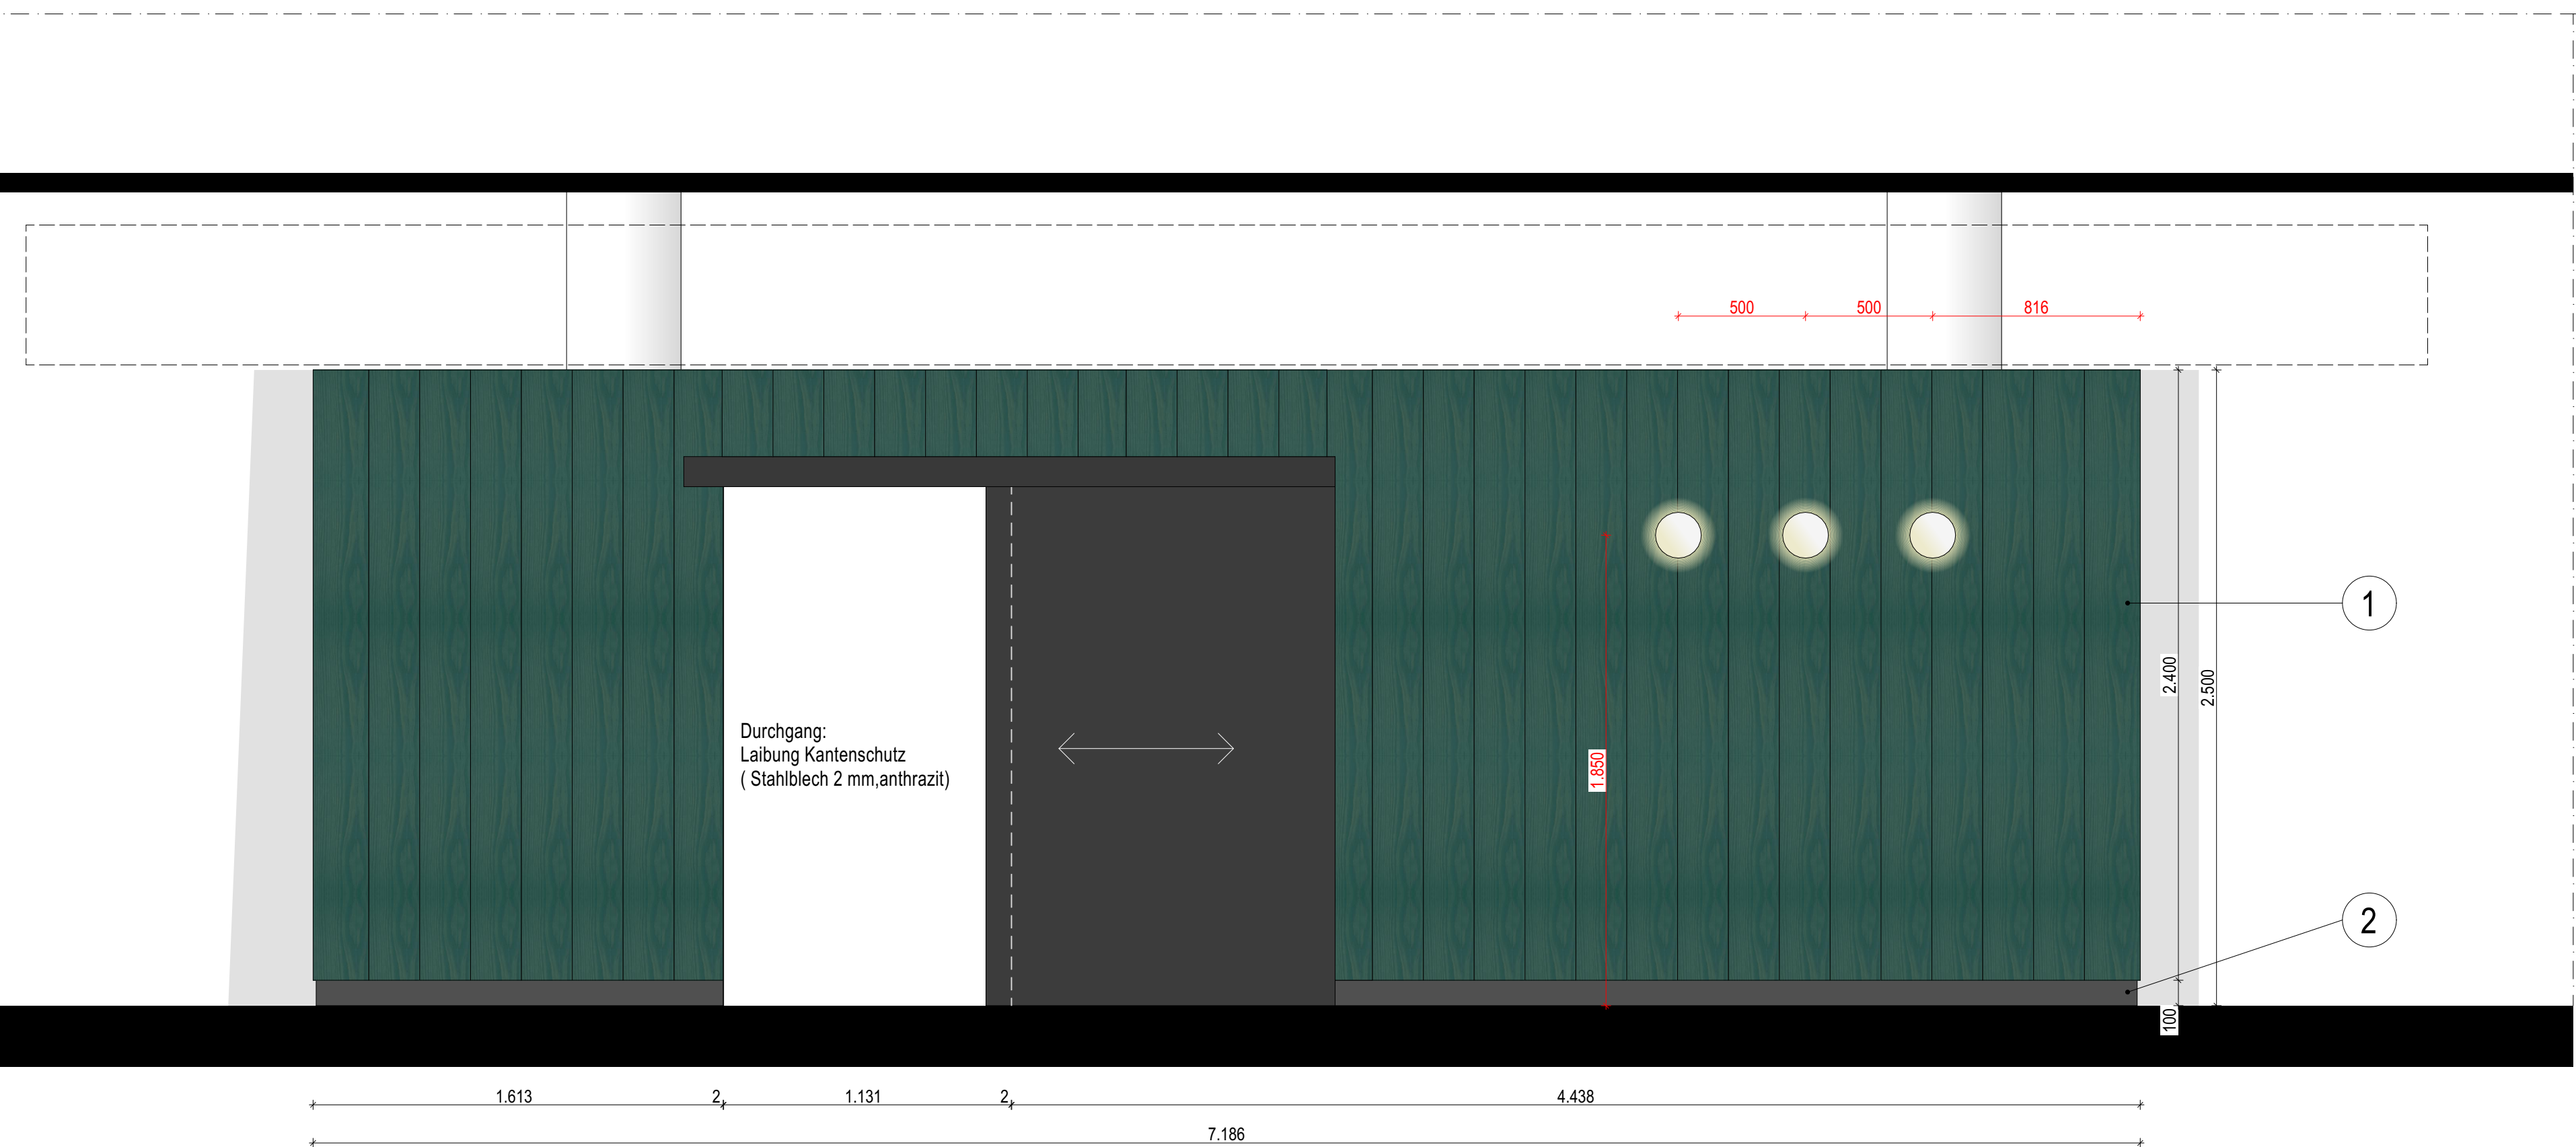 500 500 816
1
2.400
2.500
Durchgang:
Laibung Kantenschutz
( Stahlblech 2 mm,anthrazit)
1.850
2
100
1.613 2 1.131 2 4.438
7.186